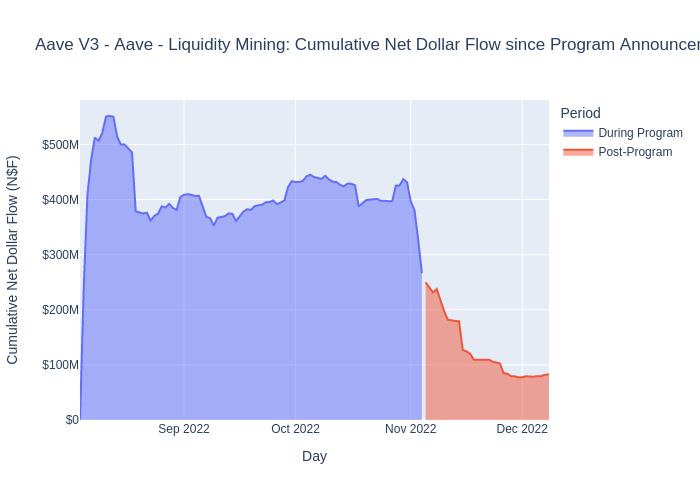 Aave V3 - Aave - Liquidity Mining: Cumulative Net Dollar Flow since Program
Period
During Program
Post-Program
Cumulative Net Dollar Flow (N$F)
$500M
$400M
$300M
$200M
$100M
$0
Sep 2022
Oct 2022
Nov 2022
Dec 2022
Day